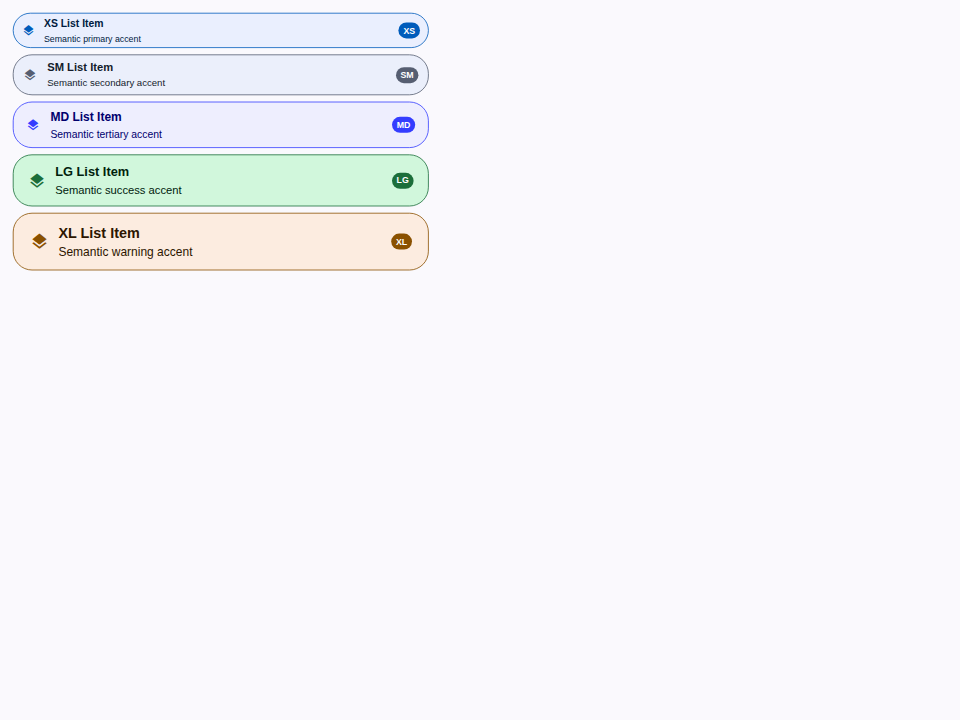 XS List Item
Semantic primary accent
XS
SM List Item
Semantic secondary accent
SM
MD List Item
Semantic tertiary accent
MD
LG List Item
Semantic success accent
LG
XL List Item
Semantic warning accent
XL